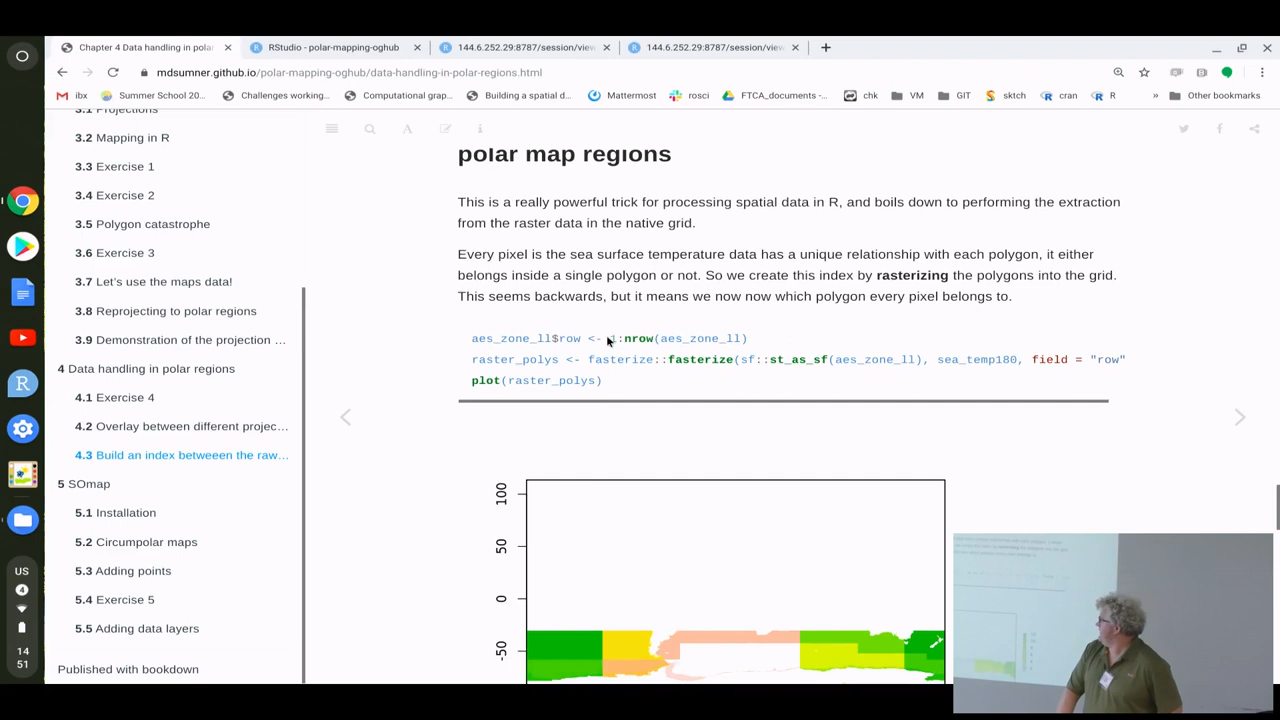 Chapter 4 Data handling in pola
RStudio - polar-mapping-oghub
144.6.252.29:8787/session/view
144.6.252.29:8787/session/view
mdsumner.github.io/polar-mapping-oghub/data-handling-in-polar-regions.html
ibx
Summer School 20...
Challenges working...
Computational grap...
Building a spatial d...
Mattermost
rosci
FTCA_documents -...
chk
VM
GIT
sktch
cran
R
»
Other bookmarks
3.1 Projections
3.2 Mapping in R
3.3 Exercise 1
3.4 Exercise 2
3.5 Polygon catastrophe
3.6 Exercise 3
3.7 Let's use the maps data!
3.8 Reprojecting to polar regions
3.9 Demonstration of the projection ...
4 Data handling in polar regions
4.1 Exercise 4
4.2 Overlay between different projec...
4.3 Build an index betweeen the raw...
5 SOmap
5.1 Installation
5.2 Circumpolar maps
5.3 Adding points
5.4 Exercise 5
5.5 Adding data layers
Published with bookdown
polar map regions
This is a really powerful trick for processing spatial data in R, and boils down to performing the extraction
from the raster data in the native grid.
Every pixel is the sea surface temperature data has a unique relationship with each polygon, it either
belongs inside a single polygon or not. So we create this index by rasterizing the polygons into the grid.
This seems backwards, but it means we now now which polygon every pixel belongs to.
aes_zone_ll$row <- 1:nrow(aes_zone_ll)
raster_polys <- fasterize::fasterize(sf::st_as_sf(aes_zone_ll), sea_temp180, field = "row"
plot(raster_polys)
100
50
0
-50
US
4
14
51